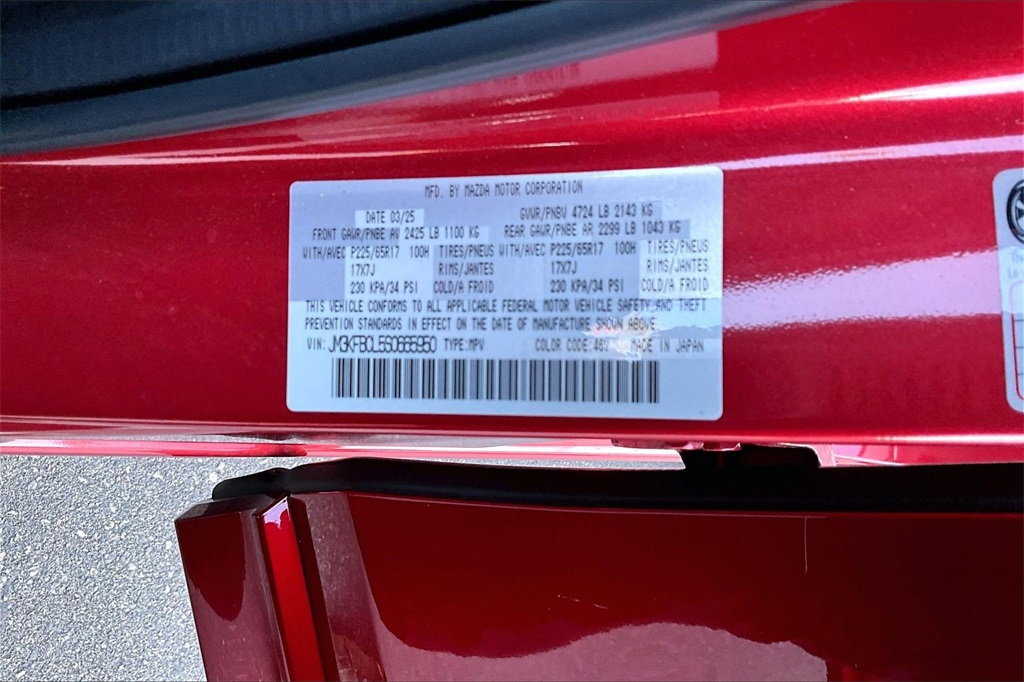 MFD. BY MAZDA MOTOR CORPORATION
DATE 03/25 GVWR/PNBV 4724 LB 2143 KG
FRONT GAWR/PNBE AV 2425 LB 1100 KG REAR GAWR/PNBE AR 2299 LB 1043 KG
WITH/AVEC P225/65R17 100H TIRES/PNEUS WITH/AVEC P225/65R17 100H TIRES/PNEUS
17X7J RIMS/JANTES 17X7J RIMS/JANTES
230 KPA/34 PSI COLD/A FROID 230 KPA/34 PSI COLD/A FROID
THIS VEHICLE CONFORMS TO ALL APPLICABLE FEDERAL MOTOR VEHICLE SAFETY AND THEFT
PREVENTION STANDARDS IN EFFECT ON THE DATE OF MANUFACTURE SHOWN ABOVE.
VIN: TYPE:MPV COLOR CODE: MADE IN JAPAN